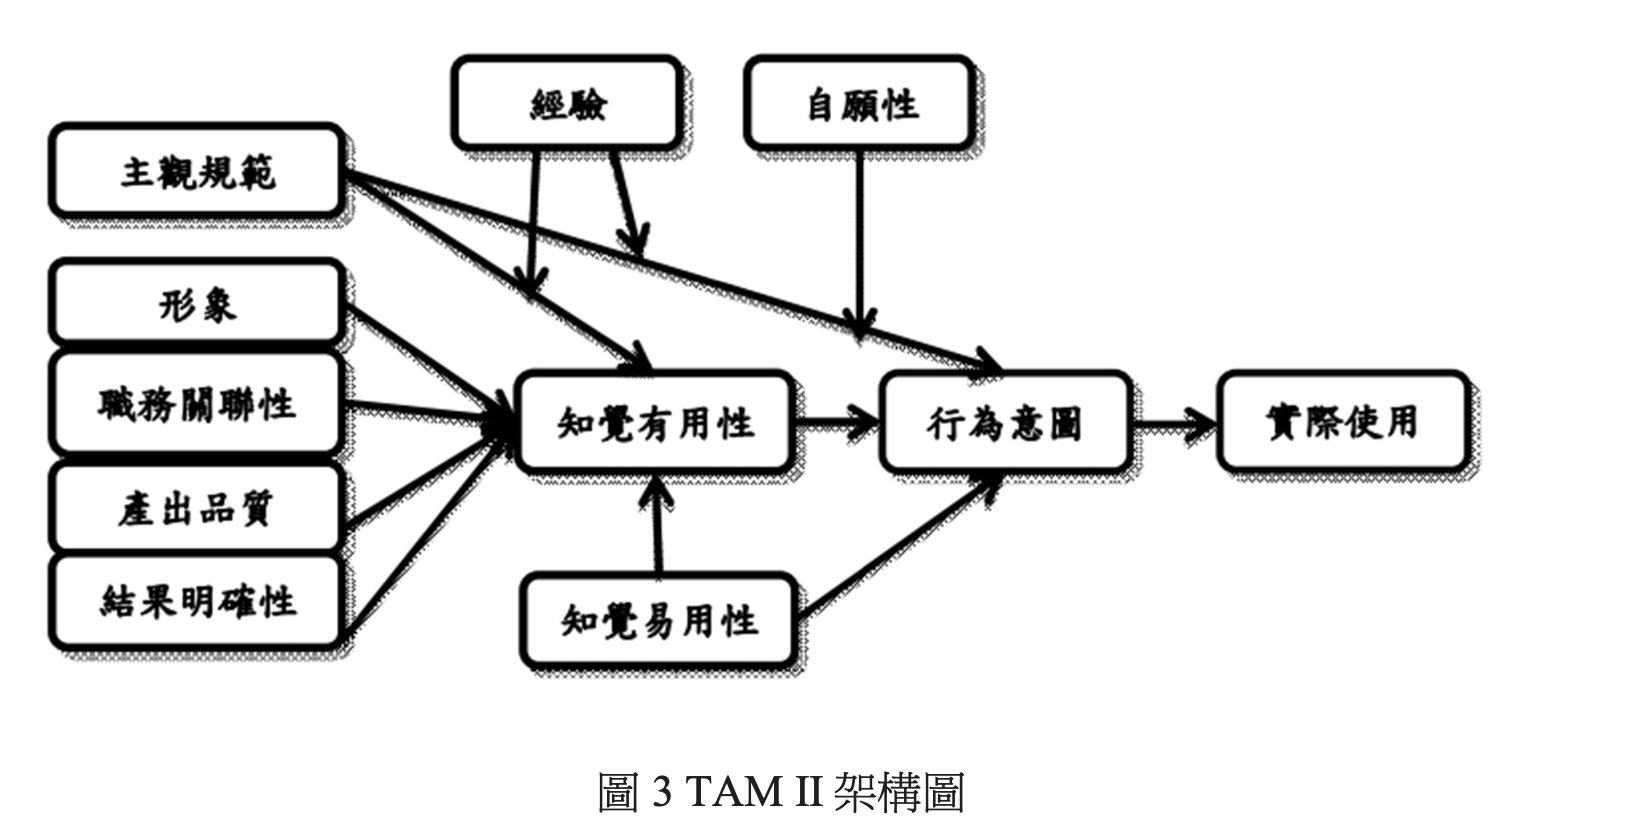 經驗
自願性
主觀規範
形象
職務關聯性
知覺有用性
行為意圖
實際使用
產出品質
結果明確性
知覺易用性
圖 3 TAM II 架構圖